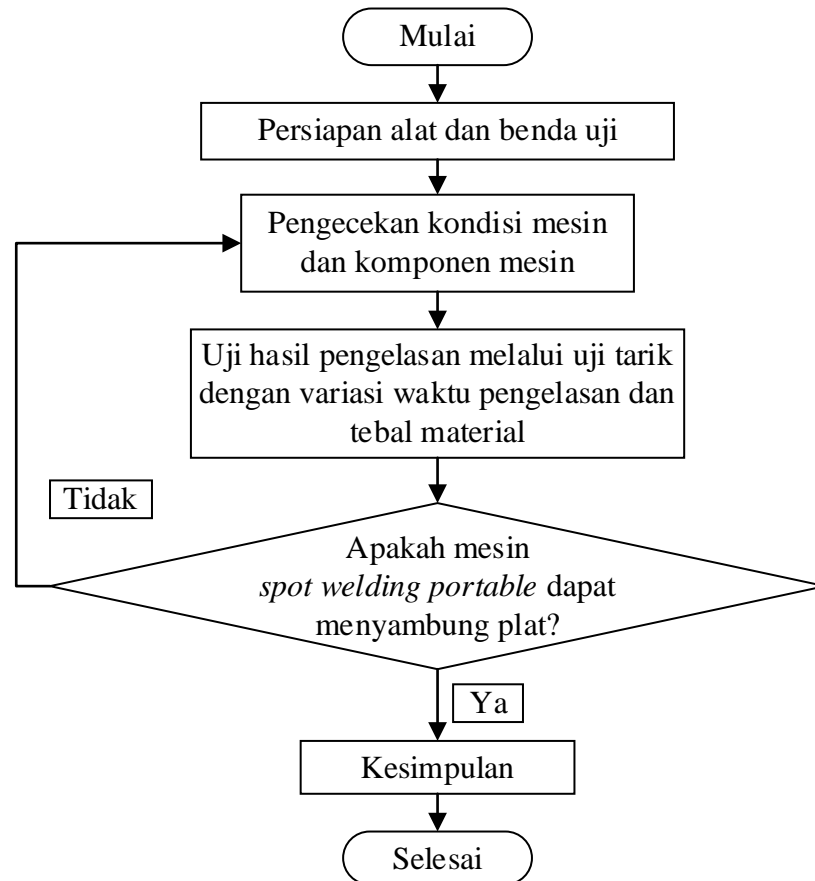 Mulai
Persiapan alat dan benda uji
Pengecekan kondisi mesin
dan komponen mesin
Uji hasil pengelasan melalui uji tarik
dengan variasi waktu pengelasan dan
tebal material
Tidak
Apakah mesin
spot welding portable dapat
menyambung plat?
Ya
Kesimpulan
Selesai